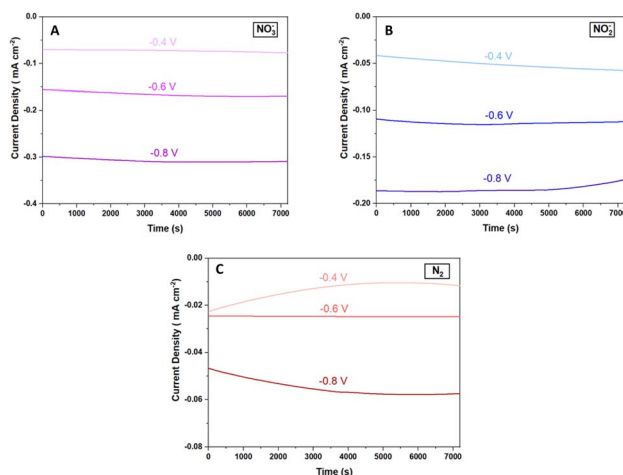 A
NO₃⁻
-0.4 V
-0.6 V
-0.8 V
0.0
-0.1
-0.2
-0.3
-0.4
Current Density ( mA cm⁻²)
0 1000 2000 3000 4000 5000 6000 7000
Time (s)
B
NO₂⁻
-0.4 V
-0.6 V
-0.8 V
0.00
-0.05
-0.10
-0.15
-0.20
Current Density ( mA cm⁻²)
0 1000 2000 3000 4000 5000 6000 7000
Time (s)
C
N₂
-0.4 V
-0.6 V
-0.8 V
0.00
-0.02
-0.04
-0.06
-0.08
Current Density ( mA cm⁻²)
0 1000 2000 3000 4000 5000 6000 7000
Time (s)